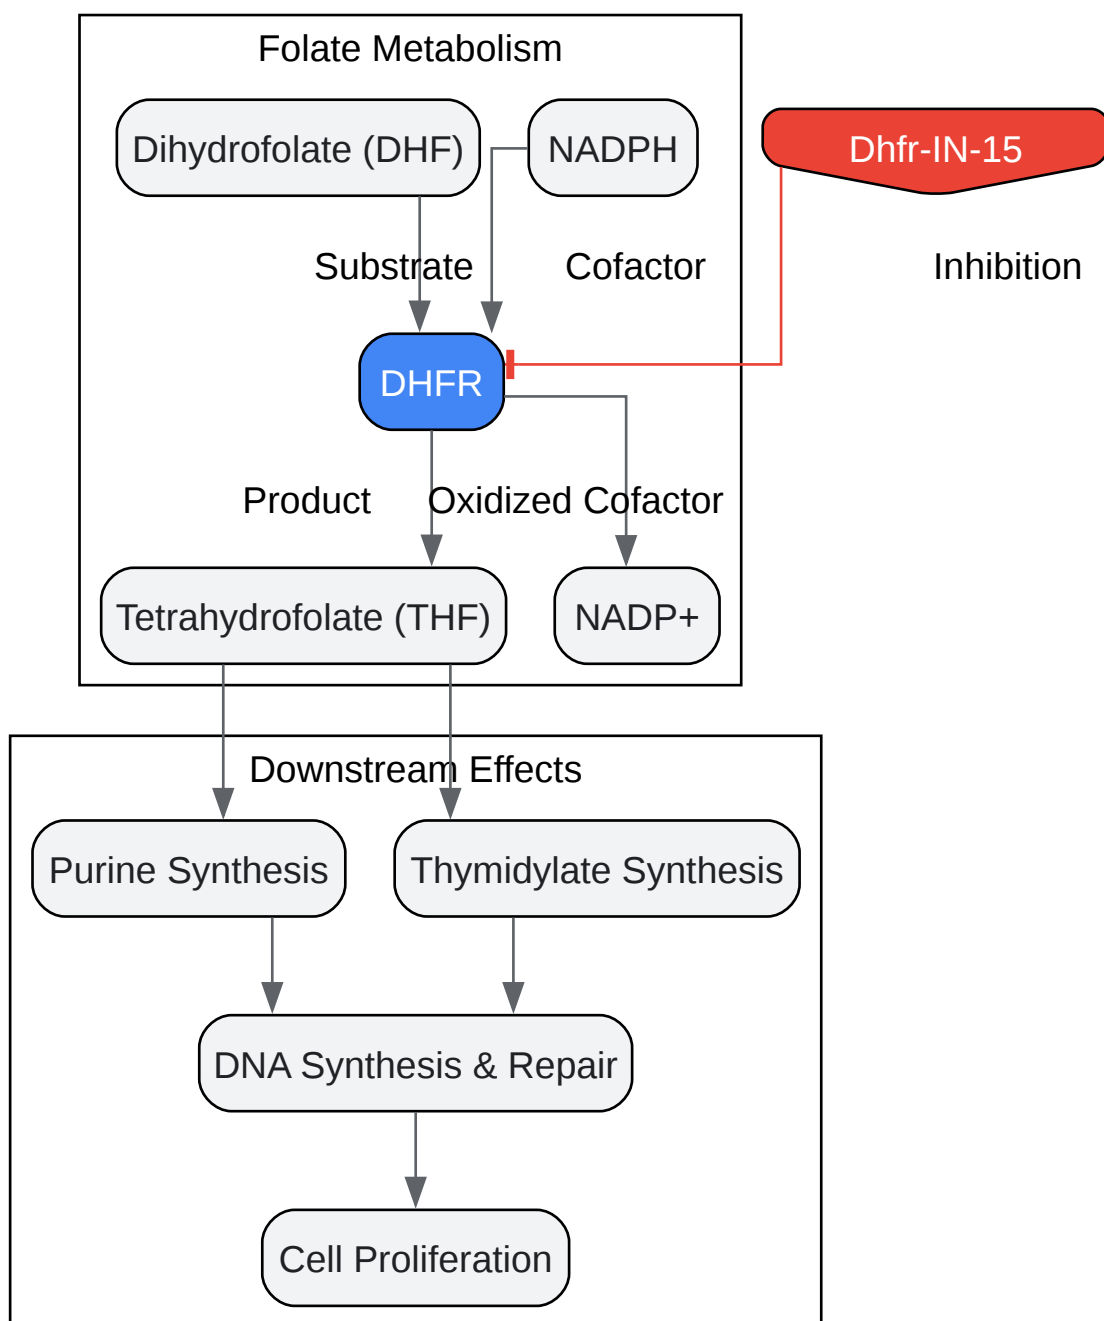 Folate Metabolism
Dihydrofolate (DHF)
NADPH
Dhfr-IN-15
Substrate
Cofactor
Inhibition
DHFR
Product
Oxidized Cofactor
Tetrahydrofolate (THF)
NADP+
Downstream Effects
Purine Synthesis
Thymidylate Synthesis
DNA Synthesis & Repair
Cell Proliferation